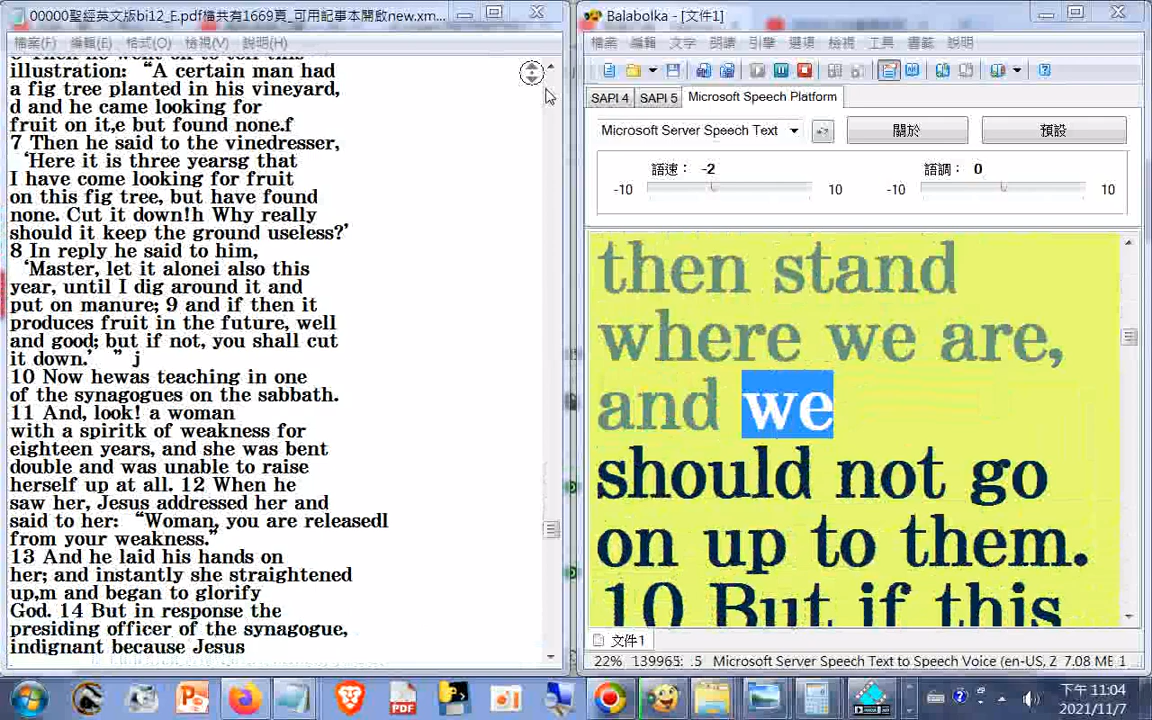 00000聖經英文版bi12_E.pdf檔共有1669頁_可用記事本開啟new.xm...
檔案(F) 編輯(E) 格式(O) 檢視(V) 說明(H)
illustration: “A certain man had
a fig tree planted in his vineyard,
d and he came looking for
fruit on it,e but found none.f
7 Then he said to the vinedresser,
‘Here it is three yearsg that
I have come looking for fruit
on this fig tree, but have found
none. Cut it down!h Why really
should it keep the ground useless?’
8 In reply he said to him,
‘Master, let it alonei also this
year, until I dig around it and
put on manure; 9 and if then it
produces fruit in the future, well
and good; but if not, you shall cut
it down.’ ” j
10 Now hewas teaching in one
of the synagogues on the sabbath.
11 And, look! a woman
with a spiritk of weakness for
eighteen years, and she was bent
double and was unable to raise
herself up at all. 12 When he
saw her, Jesus addressed her and
said to her: “Woman, you are releasedl
from your weakness.”
13 And he laid his hands on
her; and instantly she straightened
up,m and began to glorify
God. 14 But in response the
presiding officer of the synagogue,
indignant because Jesus
Balabolka - [文件1]
檔案 編輯 文字 朗讀 引擎 選項 檢視 工具 書籤 說明
SAPI 4 SAPI 5 Microsoft Speech Platform
Microsoft Server Speech Text 關於 預設
語速： -2 語調： 0
-10 10 -10 10
then stand
where we are,
and we
should not go
on up to them.
10 But if this
文件1
22% 139965: .5 Microsoft Server Speech Text to Speech Voice (en-US, 2 7.08 ME 1
PDF
下午 11:04
2021/11/7